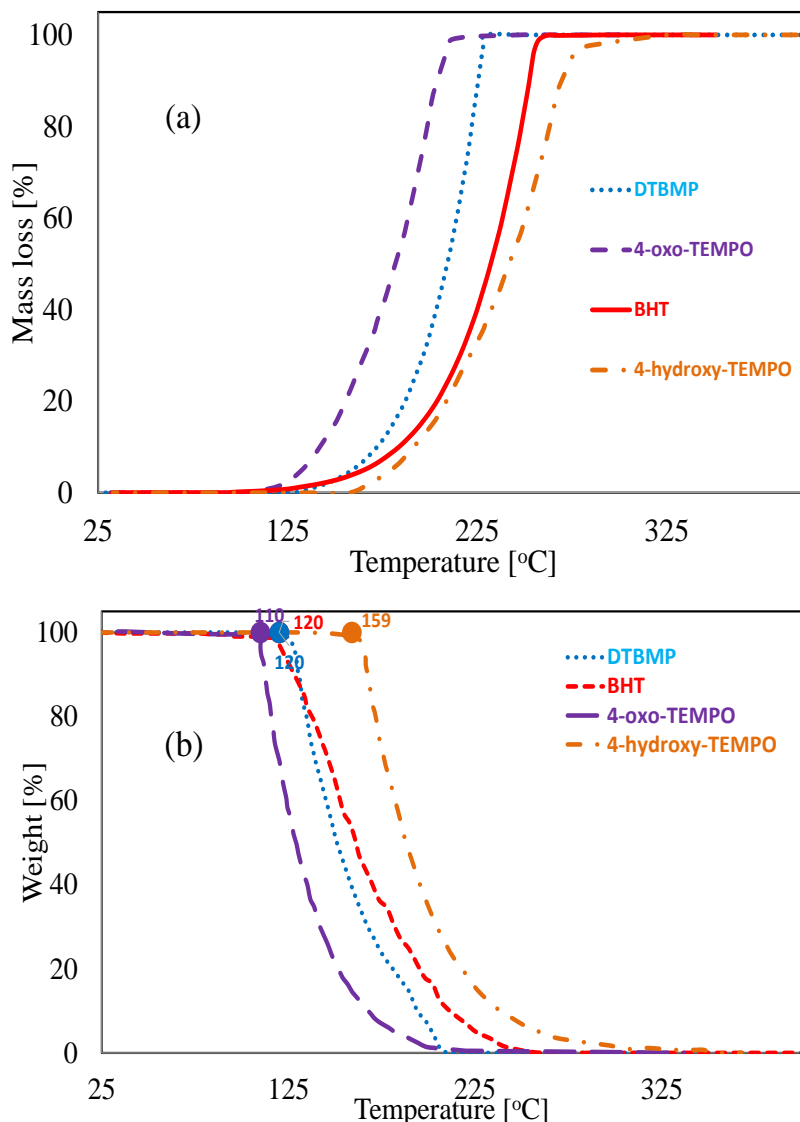 100
80
60
40
20
0
Mass loss [%]
(a)
DTBMP
4-oxo-TEMPO
BHT
4-hydroxy-TEMPO
25
125
225
325
Temperature [°C]
100
80
60
40
20
0
Weight [%]
110
120
159
120
(b)
DTBMP
BHT
4-oxo-TEMPO
4-hydroxy-TEMPO
25
125
225
325
Temperature [°C]